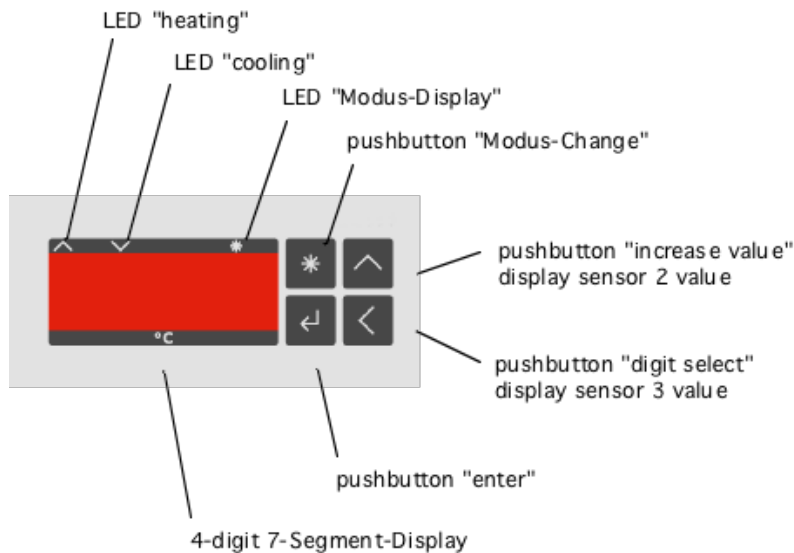 LED "heating"
LED "cooling"
LED "Modus-Display"
pushbutton "Modus-Change"
pushbutton "increase value"
display sensor 2 value
°C
pushbutton "digit select"
display sensor 3 value
pushbutton "enter"
4-digit 7-Segment-Display